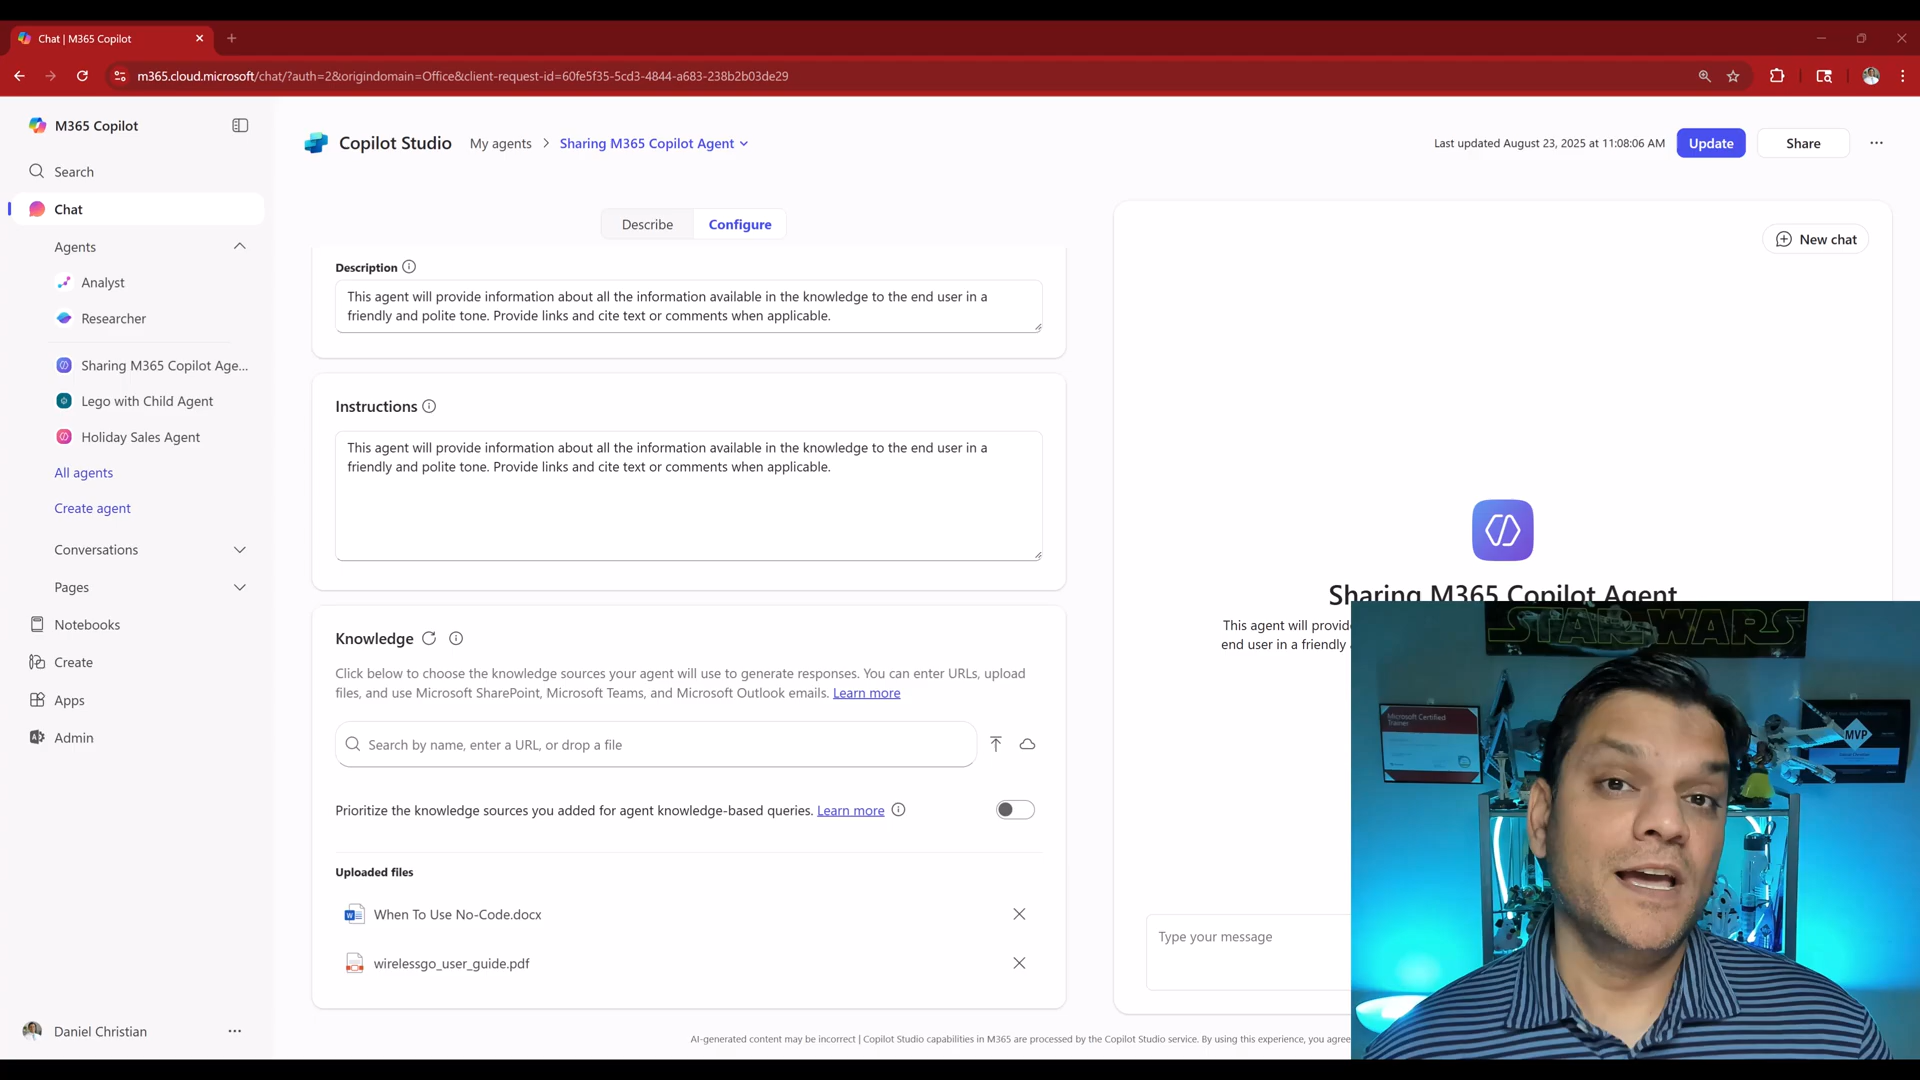 Chat | M365 Copilot
m365.cloud.microsoft/chat/?auth=2&origindomain=Office&client-request-id=60fe5f35-5cd3-4844-a683-238b2b03de29
M365 Copilot
Search
Chat
Agents
Analyst
Researcher
Sharing M365 Copilot Age...
Lego with Child Agent
Holiday Sales Agent
All agents
Create agent
Conversations
Pages
Notebooks
Create
Apps
Admin
Daniel Christian
Copilot Studio
My agents
Sharing M365 Copilot Agent
Last updated August 23, 2025 at 11:08:06 AM
Update
Share
Describe
Configure
Description
This agent will provide information about all the information available in the knowledge to the end user in a
friendly and polite tone. Provide links and cite text or comments when applicable.
Instructions
This agent will provide information about all the information available in the knowledge to the end user in a
friendly and polite tone. Provide links and cite text or comments when applicable.
Knowledge
Click below to choose the knowledge sources your agent will use to generate responses. You can enter URLs, upload
files, and use Microsoft SharePoint, Microsoft Teams, and Microsoft Outlook emails. Learn more
Search by name, enter a URL, or drop a file
Prioritize the knowledge sources you added for agent knowledge-based queries. Learn more
Uploaded files
When To Use No-Code.docx
wirelessgo_user_guide.pdf
New chat
Sharing M365 Copilot Agent
This agent will provide
end user in a friendly
Type your message
AI-generated content may be incorrect | Copilot Studio capabilities in M365 are processed by the Copilot Studio service. By using this experience, you agree
STAR WARS
Microsoft Certified
Trainer
MVP